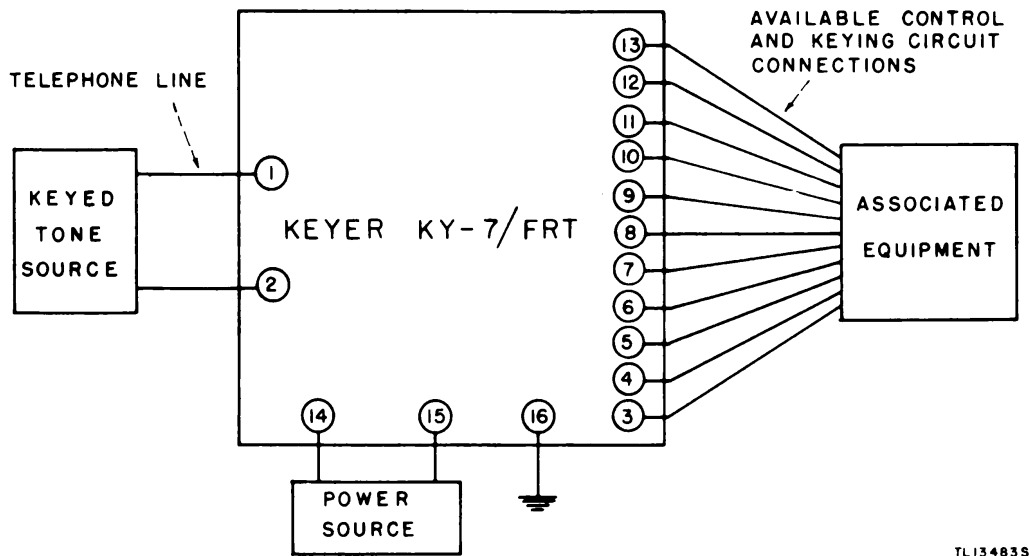 AVAILABLE CONTROL
AND KEYING CIRCUIT
CONNECTIONS
TELEPHONE LINE
KEYED
TONE
SOURCE
1
2
KEYER KY-7/FRT
13
12
11
10
9
8
7
6
5
4
3
ASSOCIATED
EQUIPMENT
14
15
16
POWER
SOURCE
TL13483S